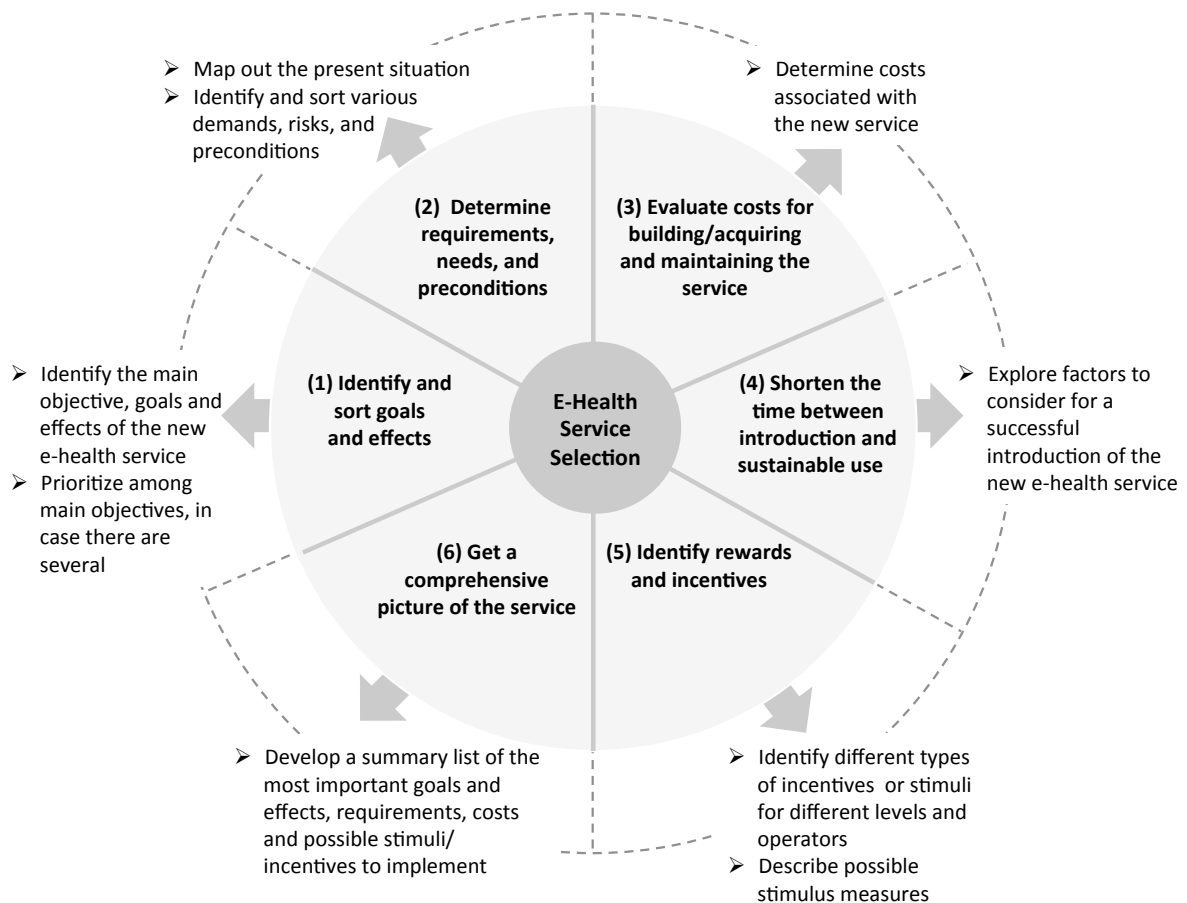 ➢ Map out the present situation
➢ Identify and sort various
demands, risks, and
preconditions
➢ Determine costs
associated with
the new service
(2) Determine
requirements,
needs, and
preconditions
(3) Evaluate costs for
building/acquiring
and maintaining the
service
➢ Identify the main
objective, goals and
effects of the new
e-health service
➢ Prioritize among
main objectives, in
case there are
several
(1) Identify and
sort goals
and effects
E-Health
Service
Selection
(4) Shorten the
time between
introduction and
sustainable use
➢ Explore factors to
consider for a
successful
introduction of the
new e-health service
(6) Get a
comprehensive
picture of the service
(5) Identify rewards
and incentives
➢ Develop a summary list of the
most important goals and
effects, requirements, costs
and possible stimuli/
incentives to implement
➢ Identify different types
of incentives or stimuli
for different levels and
operators
➢ Describe possible
stimulus measures